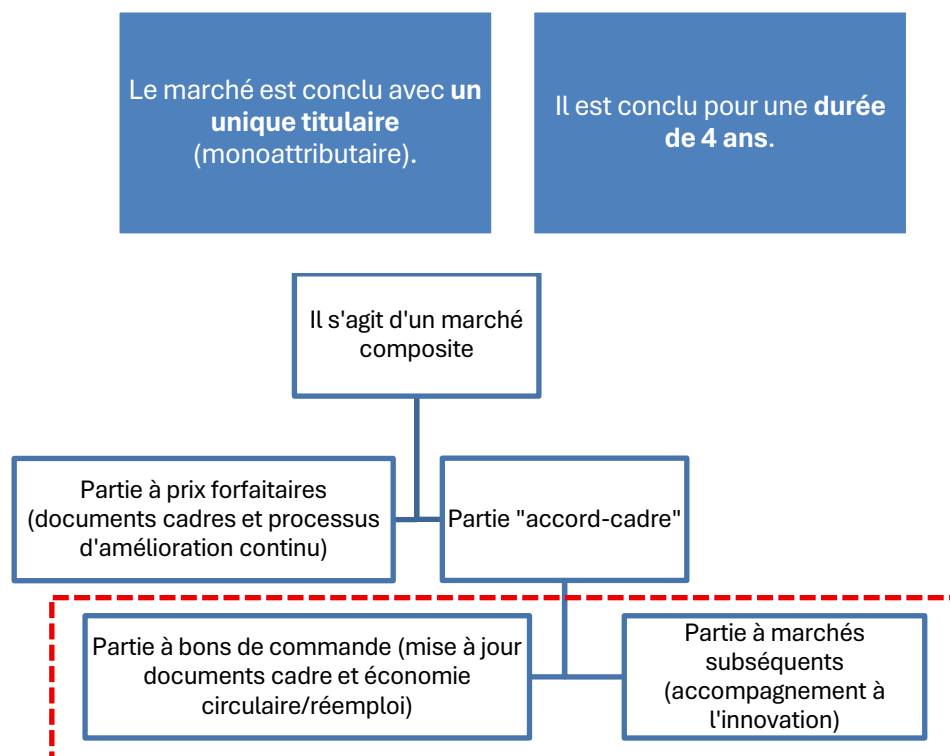 Le marché est conclu avec un
unique titulaire
(monoattributaire).
Il est conclu pour une durée
de 4 ans.
Il s'agit d'un marché
composite
Partie à prix forfaitaires
(documents cadres et processus
d'amélioration continu)
Partie "accord-cadre"
Partie à bons de commande (mise à jour
documents cadre et économie
circulaire/réemploi)
Partie à marchés
subséquents
(accompagnement à
l'innovation)